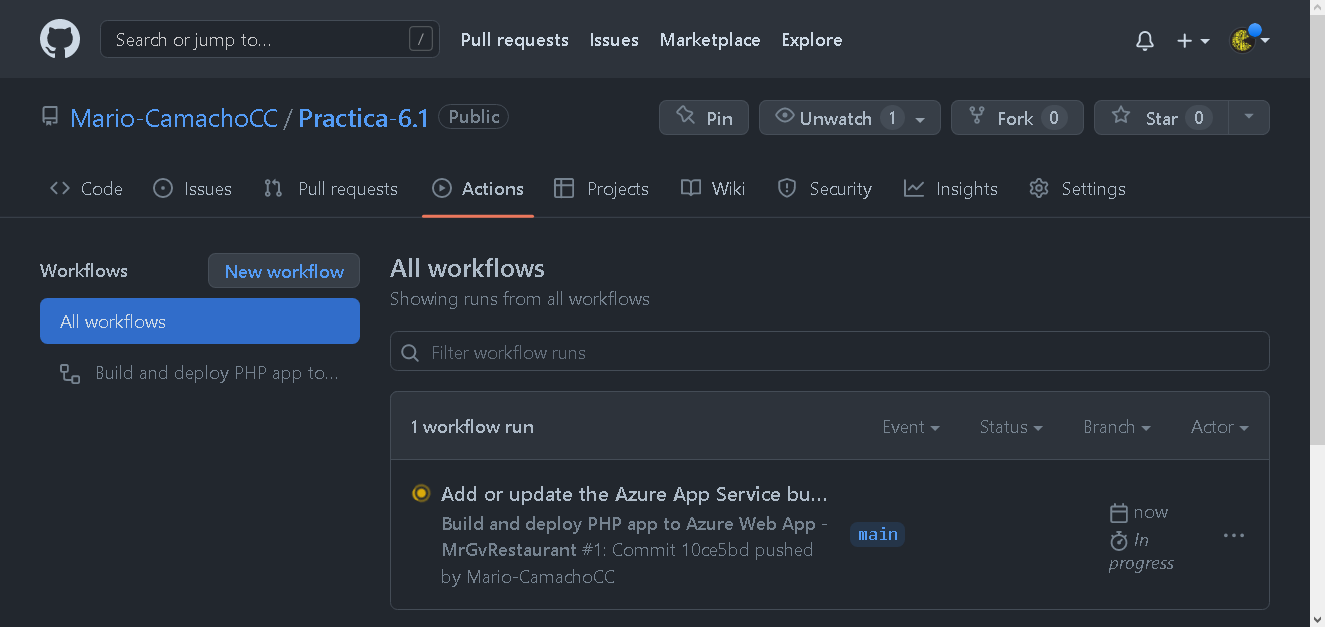 Search or jump to... /
Pull requests Issues Marketplace Explore
Mario-CamachoCC / Practica-6.1 Public
Pin Unwatch 1 Fork 0 Star 0
Code Issues Pull requests Actions Projects Wiki Security Insights Settings
Workflows New workflow
All workflows
Build and deploy PHP app to...
All workflows
Showing runs from all workflows
Filter workflow runs
1 workflow run Event Status Branch Actor
Add or update the Azure App Service bu...
Build and deploy PHP app to Azure Web App -
MrGvRestaurant #1: Commit 10ce5bd pushed
by Mario-CamachoCC
main
now
In
progress